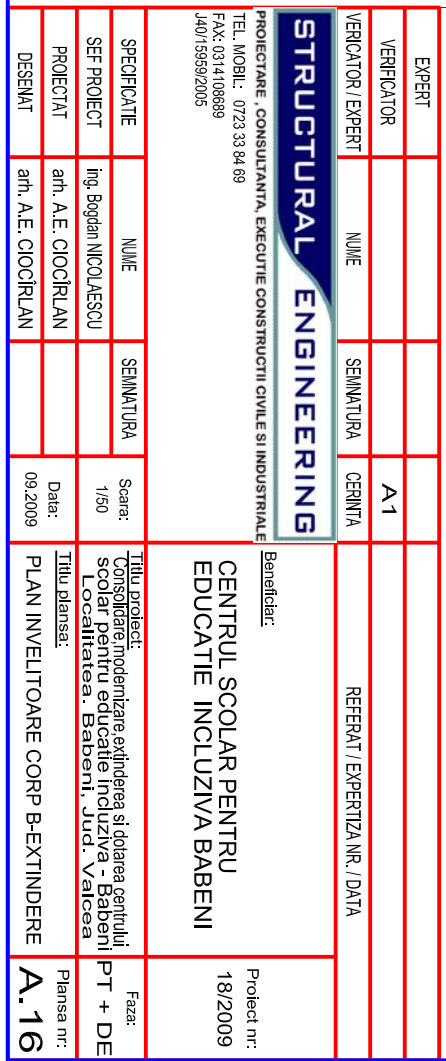 EXPERT
VERIFICATOR
A1
VERICATOR / EXPERT NUME SEMNATURA CERINTA REFERAT / EXPERTIZA NR. / DATA
STRUCTURAL ENGINEERING
PROIECTARE , CONSULTANTA, EXECUTIE CONSTRUCTII CIVILE SI INDUSTRIALE
TEL. MOBIL: 0723 33 84 69
FAX: 0314108689
J40/15959/2005
Beneficiar:
CENTRUL SCOLAR PENTRU
EDUCATIE INCLUZIVA BABENI
Proiect nr:
18/2009
SPECIFICATIE NUME SEMNATURA
SEF PROIECT ing. Bogdan NICOLAESCU
PROIECTAT arh. A.E. CIOCÎRLAN
DESENAT arh. A.E. CIOCÎRLAN
Scara:
1/50
Data:
09.2009
Titlu proiect:
Consolidare,modernizare,extinderea si dotarea centrului
scolar pentru educatie incluziva - Babeni
Localitatea. Babeni, Jud. Valcea
Faza:
PT + DE
Titlu plansa:
PLAN INVELITOARE CORP B-EXTINDERE
Plansa nr:
A.16